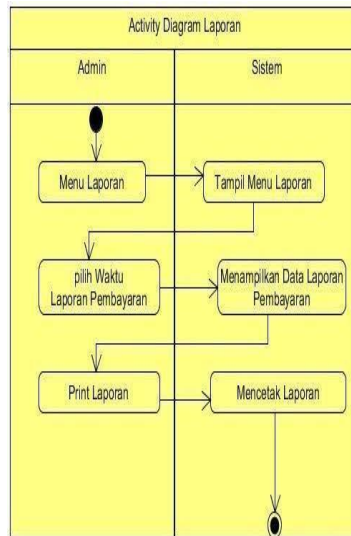 Activity Diagram Laporan
Admin
Sistem
Menu Laporan
Tampil Menu Laporan
pilih Waktu
Laporan Pembayaran
Menampilkan Data Laporan
Pembayaran
Print Laporan
Mencetak Laporan